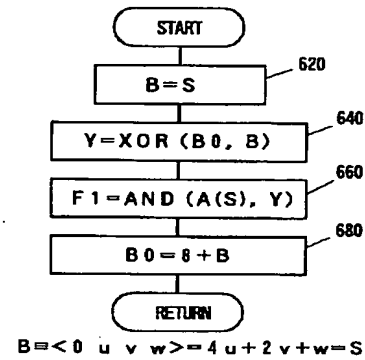 START
620
B=S
640
Y=XOR (B0, B)
660
F1=AND (A(S), Y)
680
B0=8+B
RETURN
B≡<0 u v w>=4u+2v+w=S